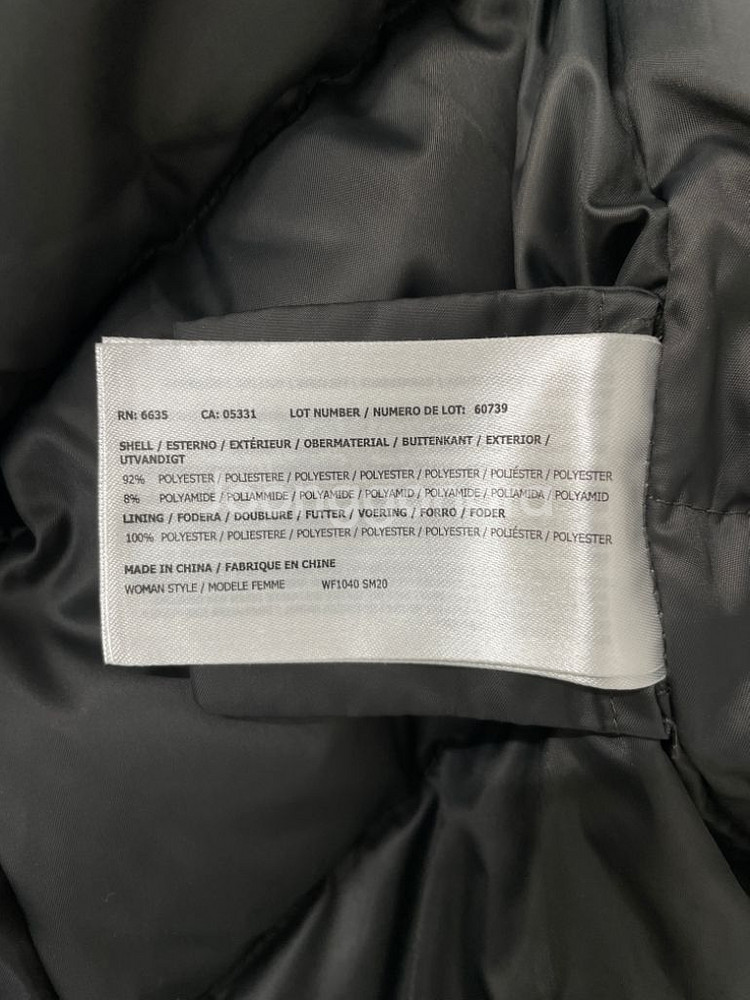 RN: 6635 CA: 05331 LOT NUMBER / NUMERO DE LOT: 60739
SHELL / ESTERNO / EXTÉRIEUR / OBERMATERIAL / BUITENKANT / EXTERIOR /
UTVANDIGT
92% POLYESTER / POLIESTERE / POLYESTER / POLYESTER / POLYESTER / POLIÉSTER / POLYESTER
8% POLYAMIDE / POLIAMMIDE / POLYAMIDE / POLYAMID / POLYAMIDE / POLIAMIDA / POLYAMID
LINING / FODERA / DOUBLURE / FUTTER / VOERING / FORRO / FODER
100% POLYESTER / POLIESTERE / POLYESTER / POLYESTER / POLYESTER / POLIÉSTER / POLYESTER
MADE IN CHINA / FABRIQUE EN CHINE
WOMAN STYLE / MODELE FEMME WF1040 SM20